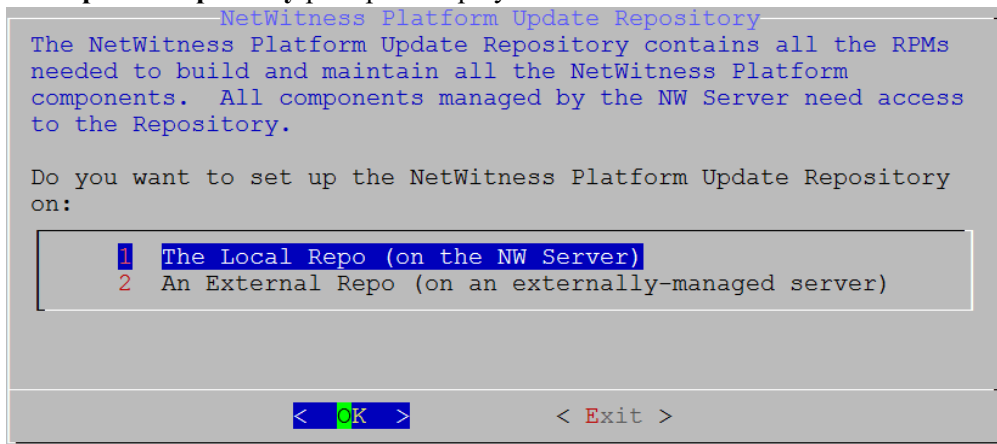 NetWitness Platform Update Repository
The NetWitness Platform Update Repository contains all the RPMs
needed to build and maintain all the NetWitness Platform
components.  All components managed by the NW Server need access
to the Repository.
Do you want to set up the NetWitness Platform Update Repository
on:
1  The Local Repo (on the NW Server)
2  An External Repo (on an externally-managed server)
<  OK  >          < Exit >